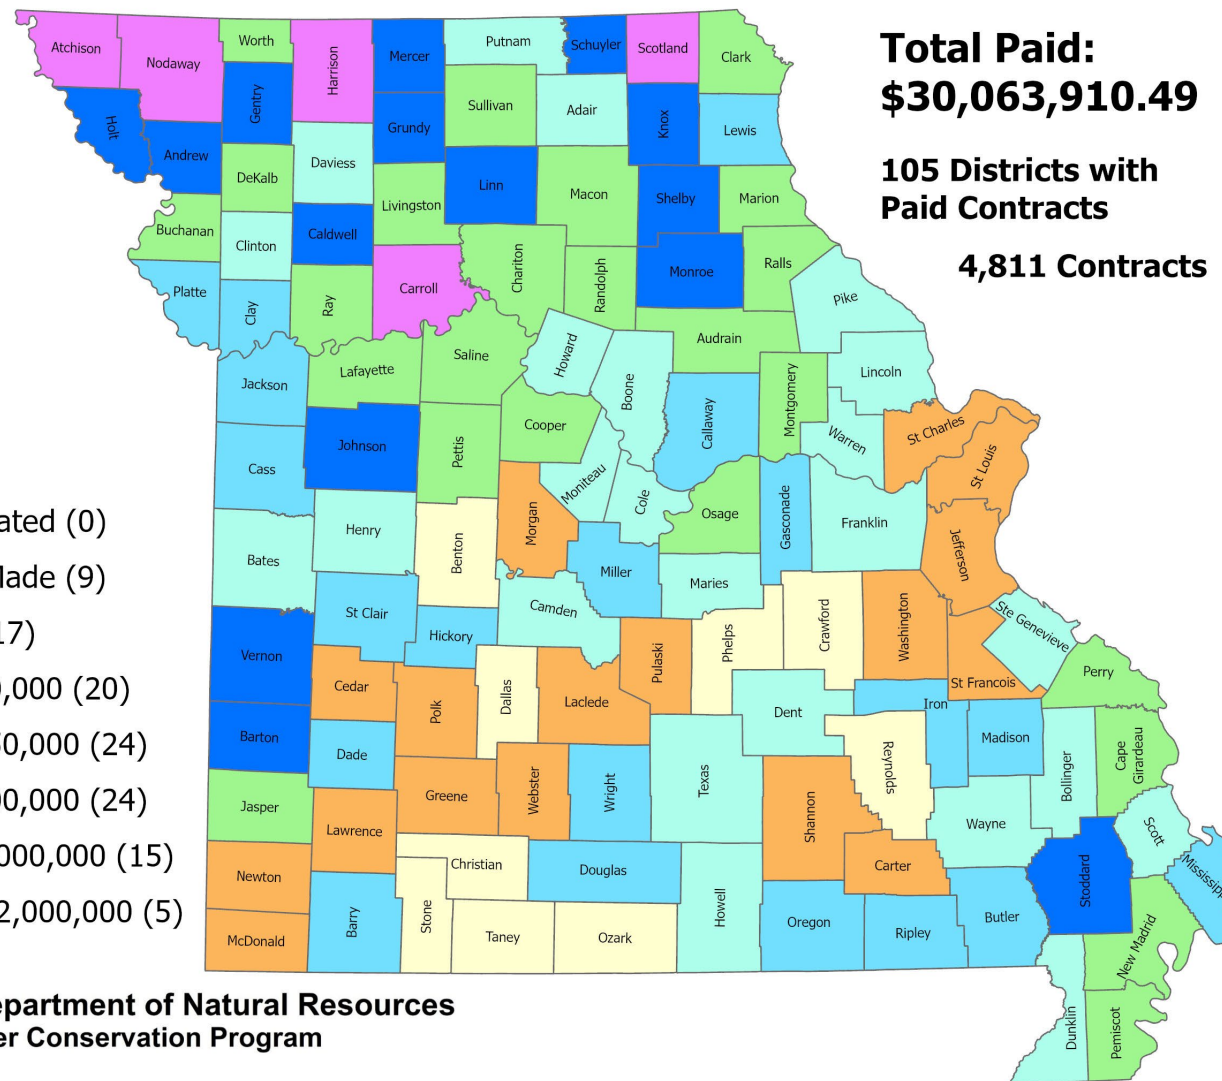 Total Paid:
$30,063,910.49
105 Districts with
Paid Contracts
4,811 Contracts
Atchison
Nodaway
Worth
Harrison
Mercer
Putnam
Schuyler
Scotland
Clark
Holt
Andrew
Gentry
Grundy
Sullivan
Adair
Knox
Lewis
DeKalb
Daviess
Livingston
Linn
Macon
Shelby
Marion
Buchanan
Clinton
Caldwell
Carroll
Chariton
Randolph
Monroe
Ralls
Pike
Platte
Clay
Ray
Saline
Howard
Boone
Audrain
Lincoln
Jackson
Lafayette
Cooper
Callaway
Montgomery
Warren
St Charles
St Louis
Cass
Johnson
Pettis
Moniteau
Cole
Osage
Gasconade
Franklin
Jefferson
Bates
Henry
Benton
Morgan
Miller
Maries
Camden
Phelps
Crawford
Washington
Ste Genevieve
St Francois
Perry
Vernon
St Clair
Hickory
Cedar
Polk
Dallas
Laclede
Pulaski
Dent
Iron
Reynolds
Madison
Bollinger
Cape
Girardeau
Barton
Dade
Greene
Webster
Wright
Texas
Shannon
Wayne
Scott
Jasper
Lawrence
Christian
Douglas
Carter
Stoddard
Mississipp
Newton
McDonald
Barry
Stone
Taney
Ozark
Howell
Oregon
Ripley
Butler
New Madrid
Dunklin
Pemiscot
ated (0)
Made (9)
17)
0,000 (20)
50,000 (24)
00,000 (24)
,000,000 (15)
2,000,000 (5)
epartment of Natural Resources
er Conservation Program